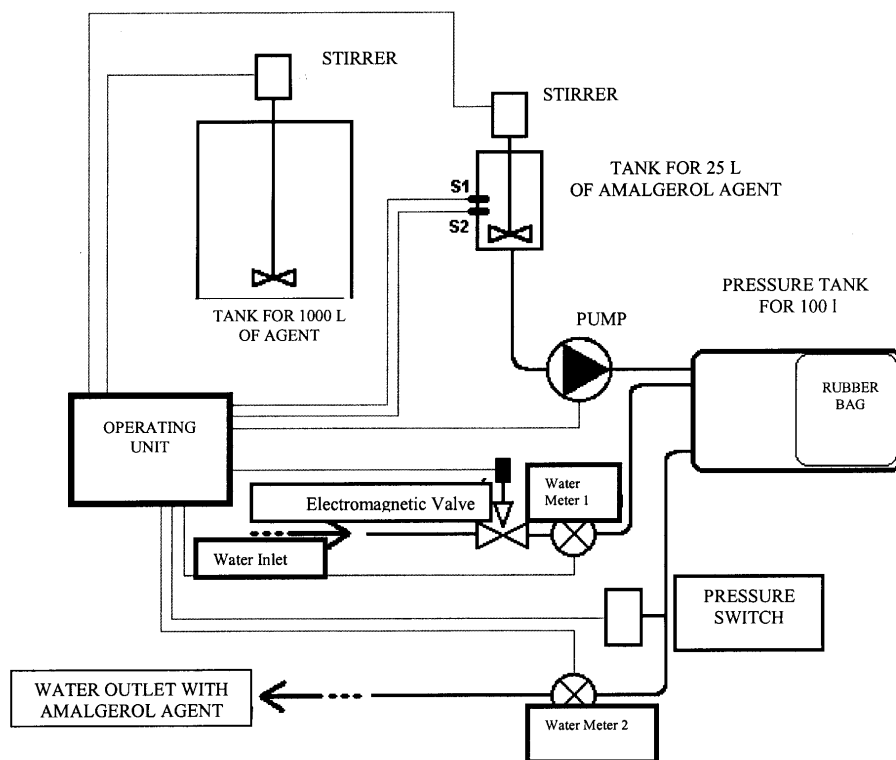 STIRRER
STIRRER
TANK FOR 25 L
OF AMALGEROL AGENT
S1
S2
TANK FOR 1000 L
OF AGENT
PRESSURE TANK
FOR 100 l
PUMP
RUBBER
BAG
OPERATING
UNIT
Electromagnetic Valve
Water
Meter 1
Water Inlet
PRESSURE
SWITCH
WATER OUTLET WITH
AMALGEROL AGENT
Water Meter 2